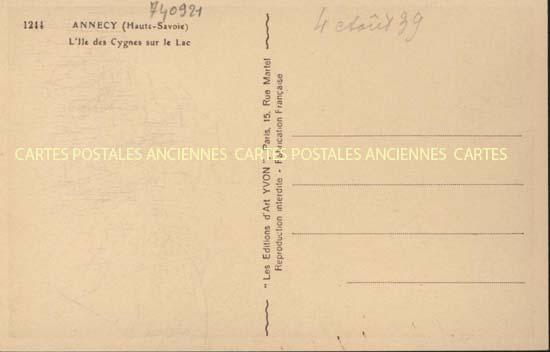 740921
1211 ANNECY (Haute-Savoie)
L'Ile des Cygnes sur le Lac
4 août 39
CARTES POSTALES ANCIENNES CARTES POSTALES ANCIENNES CARTES
"Les Editions d'Art YVON" - Paris, 15, Rue Martel
Reproduction interdite - Fabrication Française